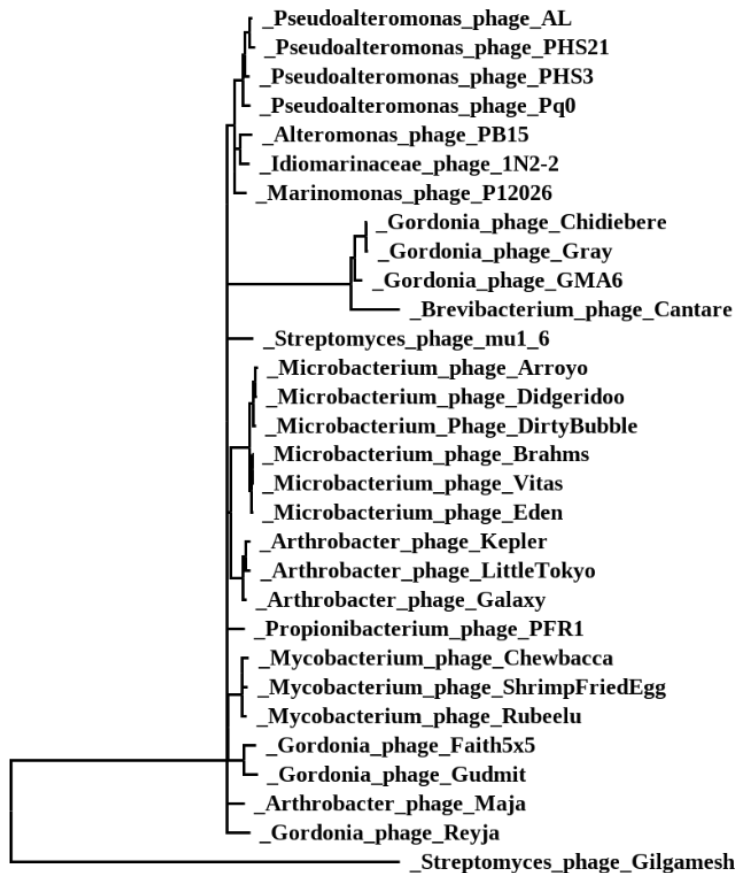 _Pseudoalteromonas_phage_AL
_Pseudoalteromonas_phage_PHS21
_Pseudoalteromonas_phage_PHS3
_Pseudoalteromonas_phage_Pq0
_Alteromonas_phage_PB15
_Idiomarinaceae_phage_1N2-2
_Marinomonas_phage_P12026
_Gordonia_phage_Chidiebere
_Gordonia_phage_Gray
_Gordonia_phage_GMA6
_Brevibacterium_phage_Cantare
_Streptomyces_phage_mu1_6
_Microbacterium_phage_Arroyo
_Microbacterium_phage_Didgeridoo
_Microbacterium_Phage_DirtyBubble
_Microbacterium_phage_Brahms
_Microbacterium_phage_Vitas
_Microbacterium_phage_Eden
_Arthrobacter_phage_Kepler
_Arthrobacter_phage_LittleTokyo
_Arthrobacter_phage_Galaxy
_Propionibacterium_phage_PFR1
_Mycobacterium_phage_Chewbacca
_Mycobacterium_phage_ShrimpFriedEgg
_Mycobacterium_phage_Rubeelu
_Gordonia_phage_Faith5x5
_Gordonia_phage_Gudmit
_Arthrobacter_phage_Maja
_Gordonia_phage_Reyja
_Streptomyces_phage_Gilgamesh